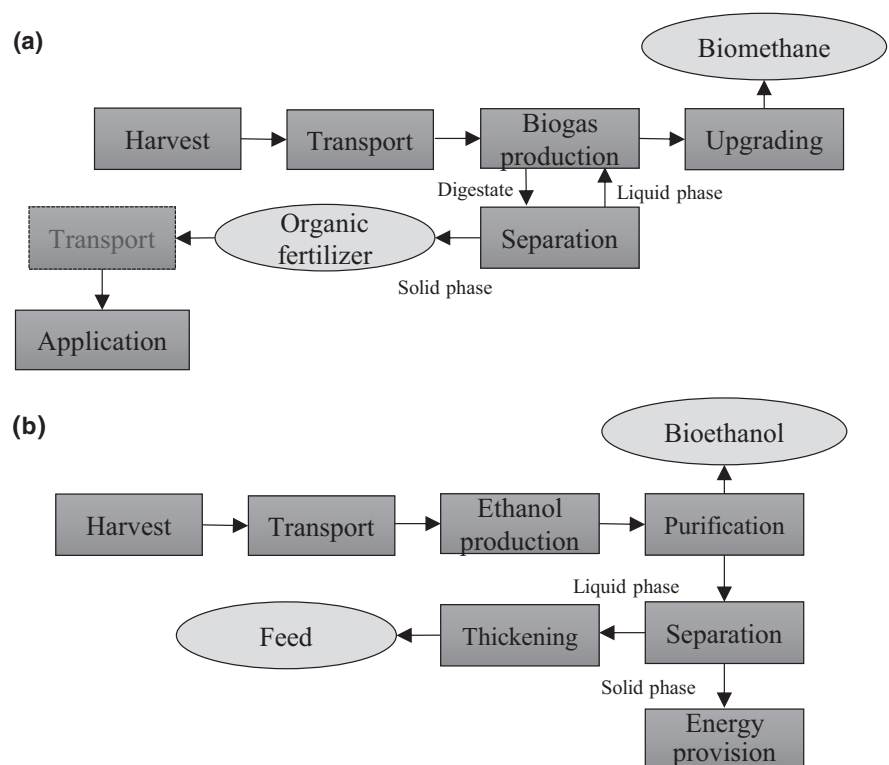 (a)
Biomethane
Harvest
Transport
Biogas
production
Upgrading
Digestate
Liquid phase
Transport
Organic
fertilizer
Separation
Solid phase
Application
(b)
Bioethanol
Harvest
Transport
Ethanol
production
Purification
Liquid phase
Feed
Thickening
Separation
Solid phase
Energy
provision